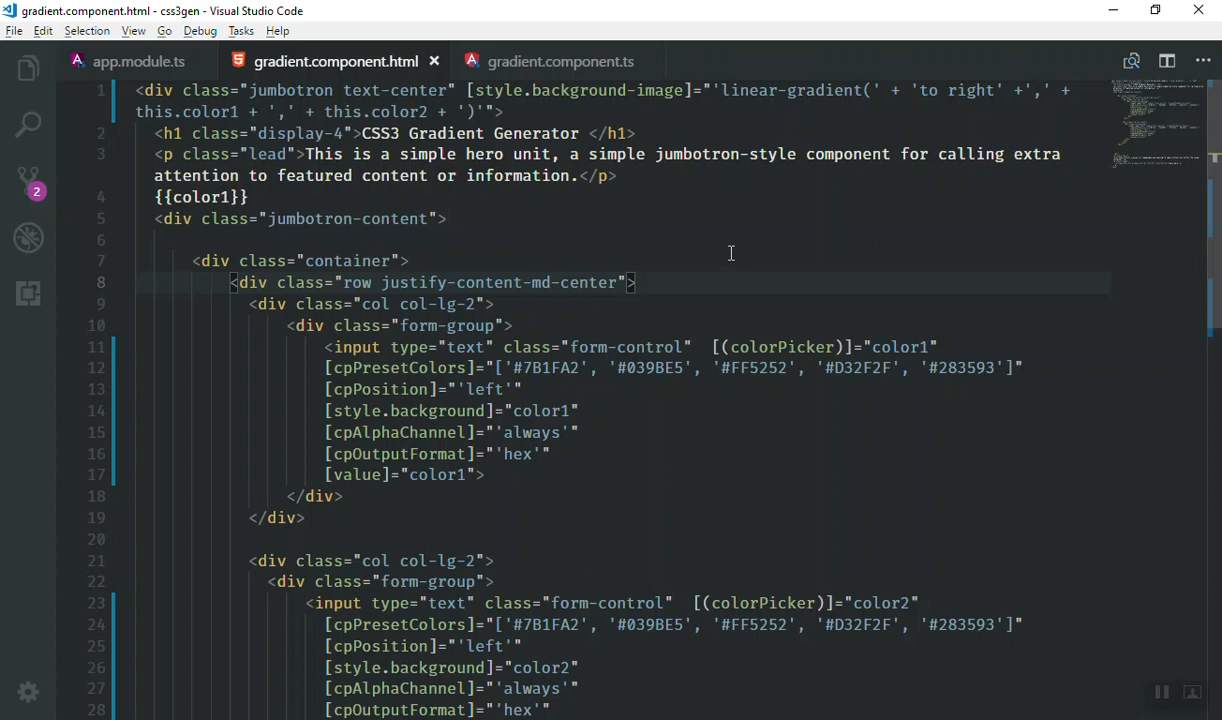 gradient.component.html - css3gen - Visual Studio Code
File Edit Selection View Go Debug Tasks Help
app.module.ts gradient.component.html gradient.component.ts
1 <div class="jumbotron text-center" [style.background-image]="'linear-gradient(' + 'to right' +',' +
this.color1 + ',' + this.color2 + ')'">
2 <h1 class="display-4">CSS3 Gradient Generator </h1>
3 <p class="lead">This is a simple hero unit, a simple jumbotron-style component for calling extra
attention to featured content or information.</p>
4 {{color1}}
5 <div class="jumbotron-content">
6
7 <div class="container">
8 <div class="row justify-content-md-center">
9 <div class="col col-lg-2">
10 <div class="form-group">
11 <input type="text" class="form-control"  [(colorPicker)]="color1"
12 [cpPresetColors]="['#7B1FA2', '#039BE5', '#FF5252', '#D32F2F', '#283593']"
13 [cpPosition]="'left'"
14 [style.background]="color1"
15 [cpAlphaChannel]="'always'"
16 [cpOutputFormat]="'hex'"
17 [value]="color1">
18 </div>
19 </div>
20
21 <div class="col col-lg-2">
22 <div class="form-group">
23 <input type="text" class="form-control"  [(colorPicker)]="color2"
24 [cpPresetColors]="['#7B1FA2', '#039BE5', '#FF5252', '#D32F2F', '#283593']"
25 [cpPosition]="'left'"
26 [style.background]="color2"
27 [cpAlphaChannel]="'always'"
28 [cpOutputFormat]="'hex'"
2